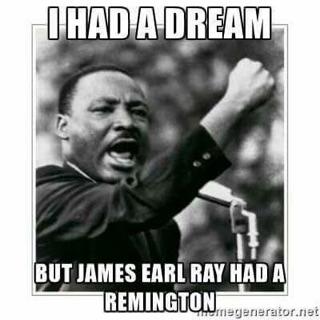 I HAD A DREAM
BUT JAMES EARL RAY HAD A
REMINGTON
memegenerator.net